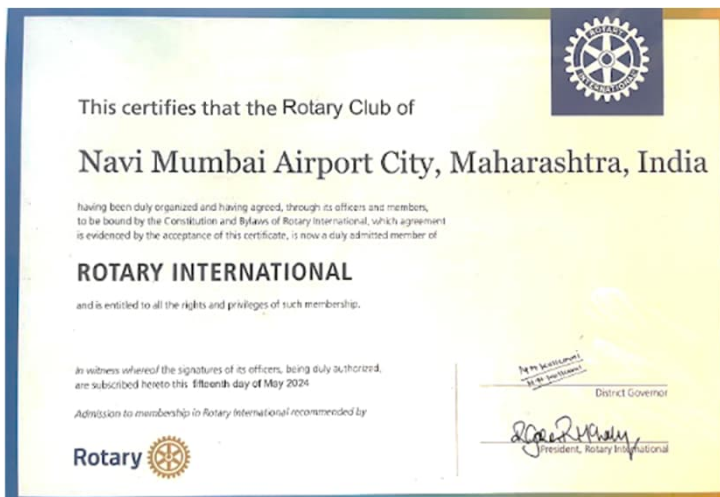 ROTARY
INTERNATIONAL
This certifies that the Rotary Club of
Navi Mumbai Airport City, Maharashtra, India
having been duly organized and having agreed, through its officers and members,
to be bound by the Constitution and Bylaws of Rotary International, which agreement
is evidenced by the acceptance of this certificate, is now a duly admitted member of
ROTARY INTERNATIONAL
and is entitled to all the rights and privileges of such membership.
In witness whereof the signatures of its officers, being duly authorized,
are subscribed hereto this fifteenth day of May 2024
District Governor
Admission to membership in Rotary International recommended by
President, Rotary International
Rotary